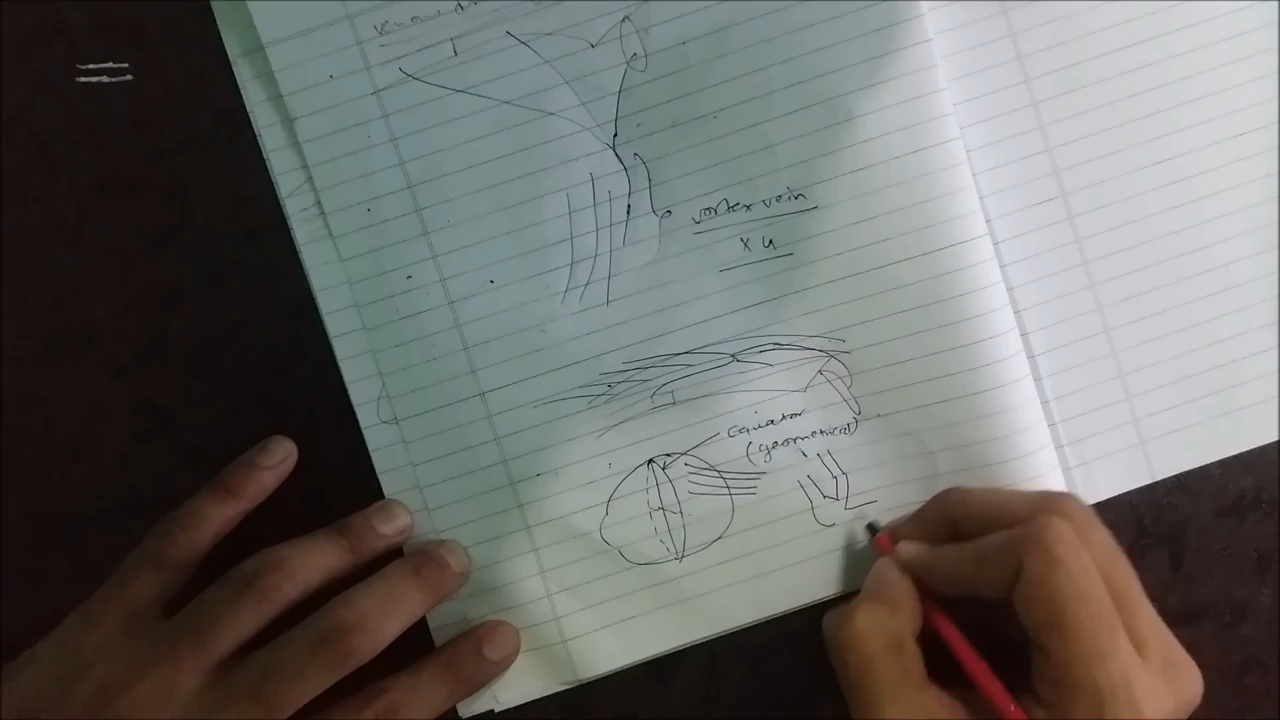 vortex vein
x 4
Equator
(geometrical)